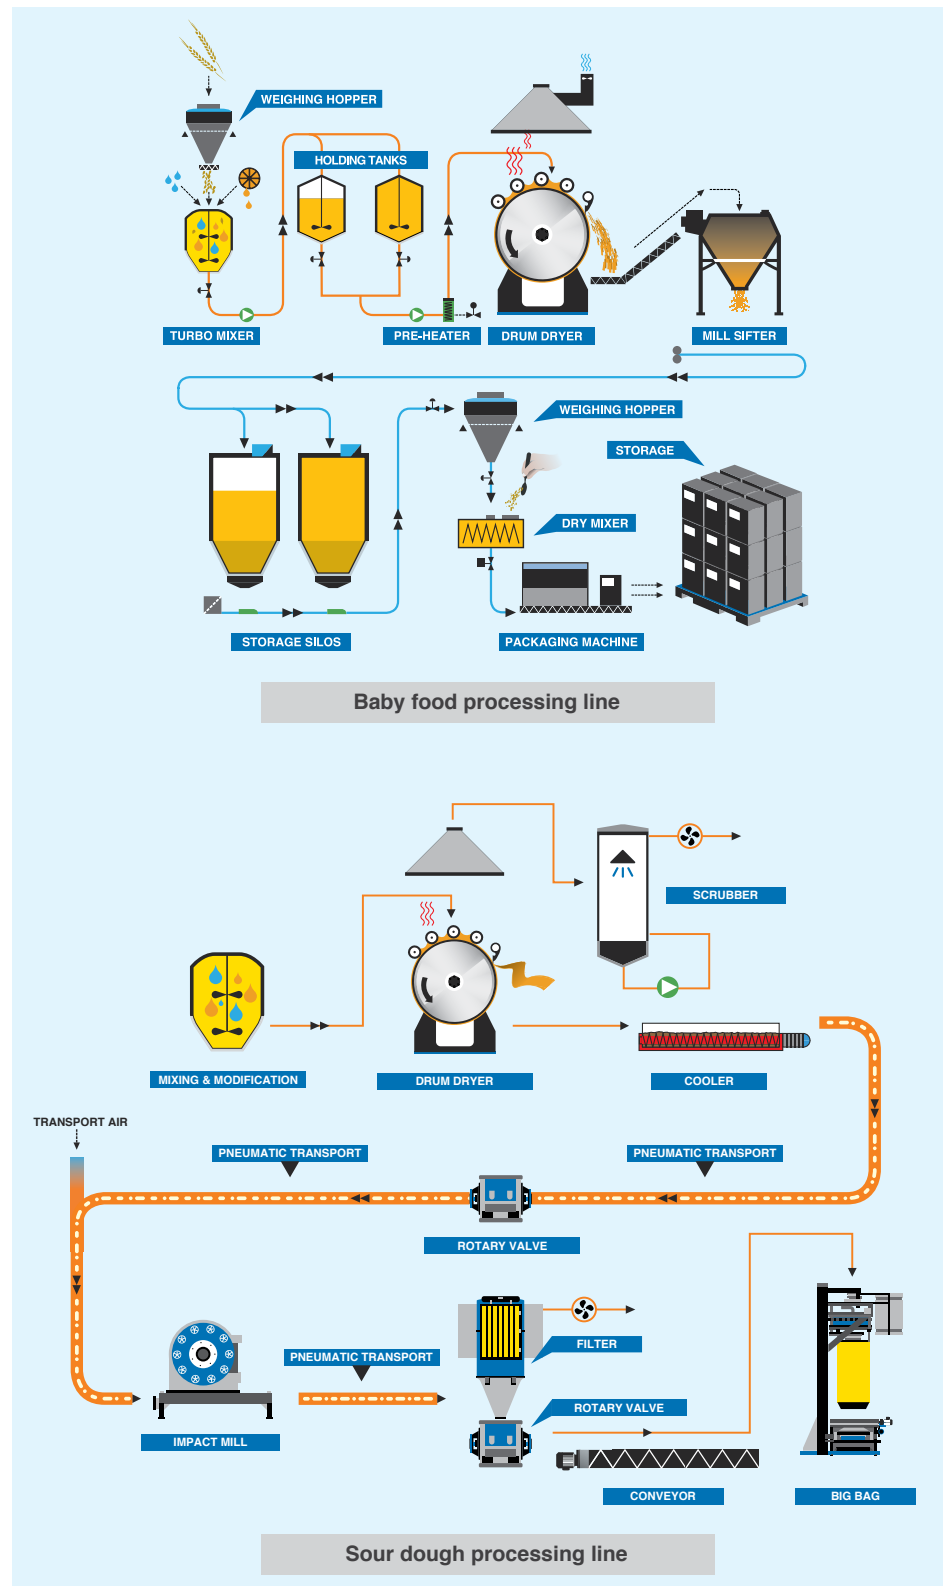 WEIGHING HOPPER
HOLDING TANKS
TURBO MIXER
PRE-HEATER
DRUM DRYER
MILL SIFTER
WEIGHING HOPPER
STORAGE
DRY MIXER
STORAGE SILOS
PACKAGING MACHINE
Baby food processing line
SCRUBBER
MIXING & MODIFICATION
DRUM DRYER
COOLER
TRANSPORT AIR
PNEUMATIC TRANSPORT
PNEUMATIC TRANSPORT
ROTARY VALVE
FILTER
PNEUMATIC TRANSPORT
ROTARY VALVE
IMPACT MILL
CONVEYOR
BIG BAG
Sour dough processing line